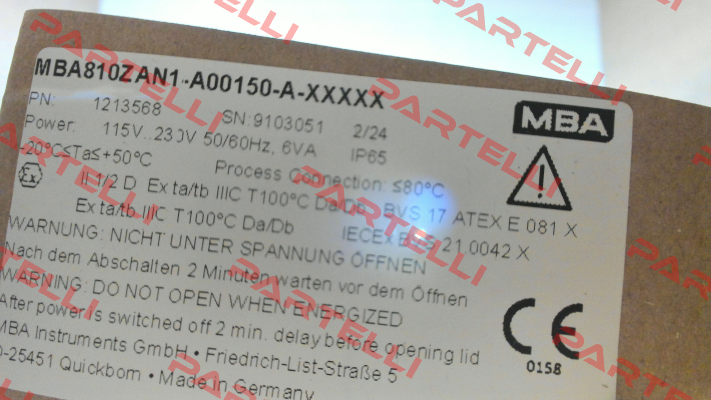 MBA810ZAN1-A00150-A-XXXXX
MBA
PN: 1213568 SN: 9103051 2/24
Power: 115V..230V 50/60Hz, 6VA IP65
-20°C≤Ta≤+50°C Process Connection: ≤80°C
Ex II 1/2 D Ex ta/tb IIIC T100°C Da/Db BVS 17 ATEX E 081 X
Ex ta/tb IIIC T100°C Da/Db IECEx BVS 21.0042 X
WARNUNG: NICHT UNTER SPANNUNG ÖFFNEN
Nach dem Abschalten 2 Minuten warten vor dem Öffnen
WARNING: DO NOT OPEN WHEN ENERGIZED
After power is switched off 2 min. delay before opening lid
MBA Instruments GmbH • Friedrich-List-Straße 5
D-25451 Quickborn • Made in Germany
CE
0158
PARTELLI
PARTELLI
PARTELLI
PARTELLI
PARTELLI
PARTELLI